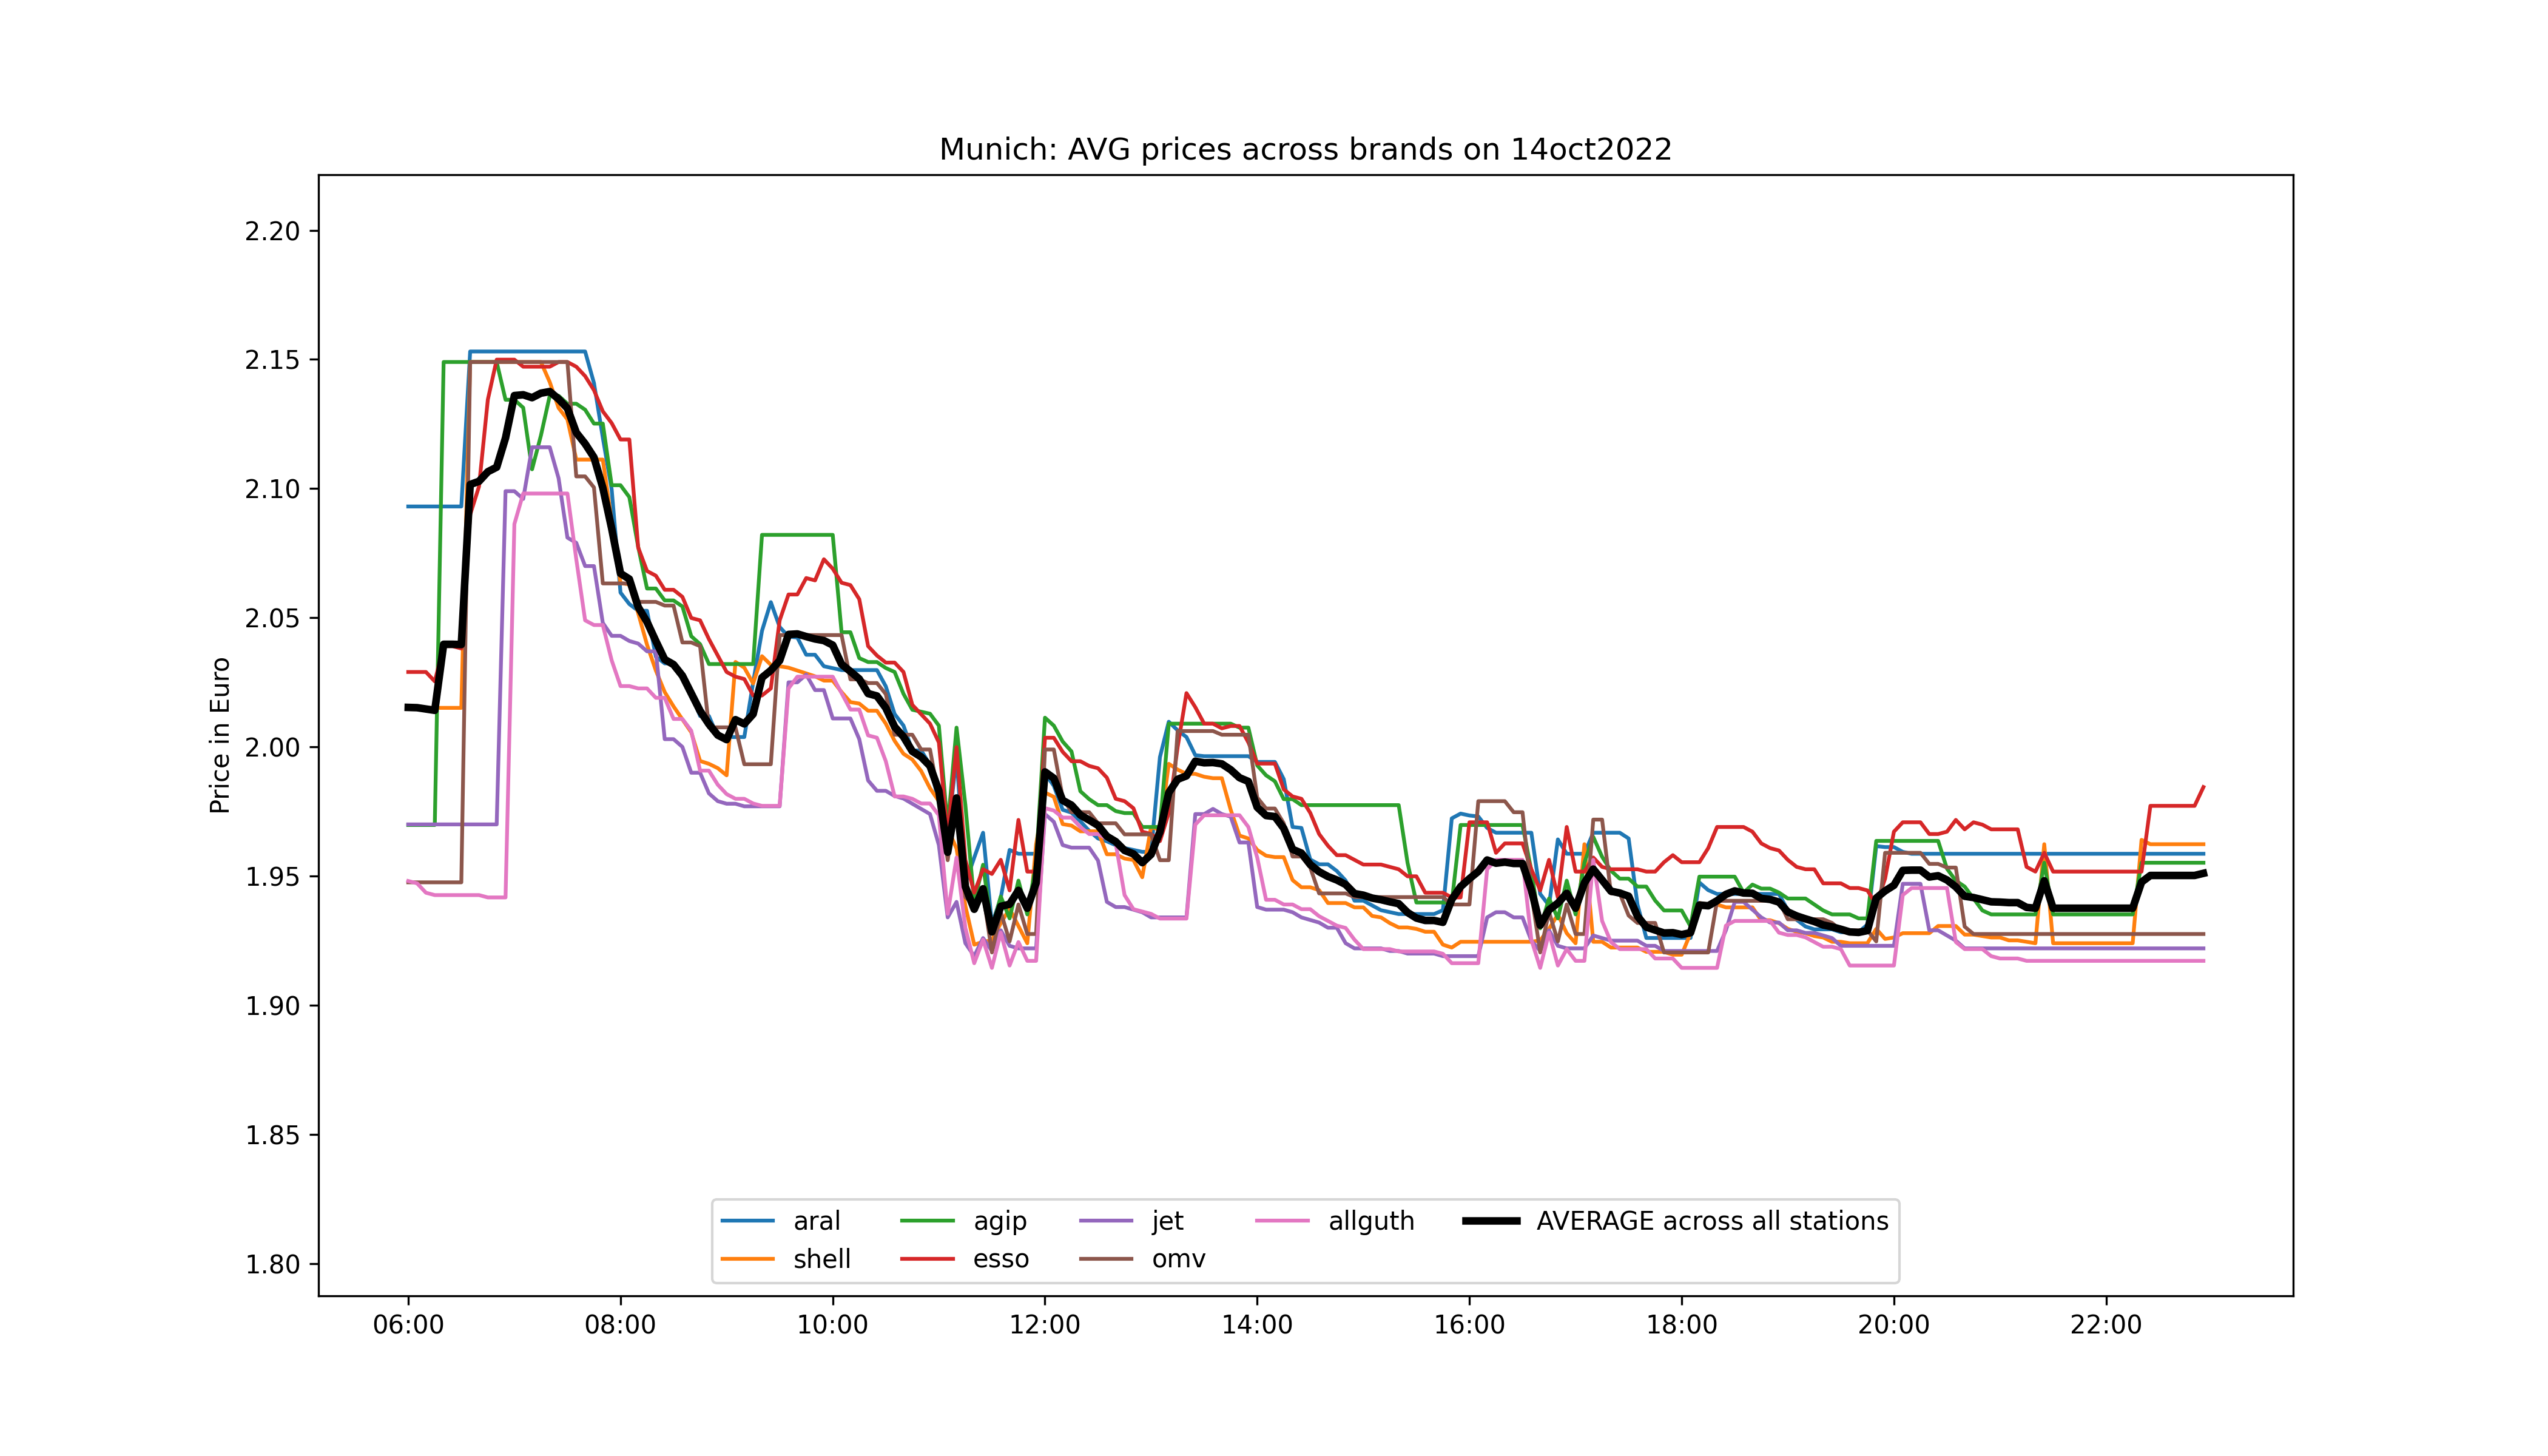 Munich: AVG prices across brands on 14oct2022
Price in Euro
2.20
2.15
2.10
2.05
2.00
1.95
1.90
1.85
1.80
aral
shell
agip
esso
jet
omv
allguth
AVERAGE across all stations
06:00 08:00 10:00 12:00 14:00 16:00 18:00 20:00 22:00